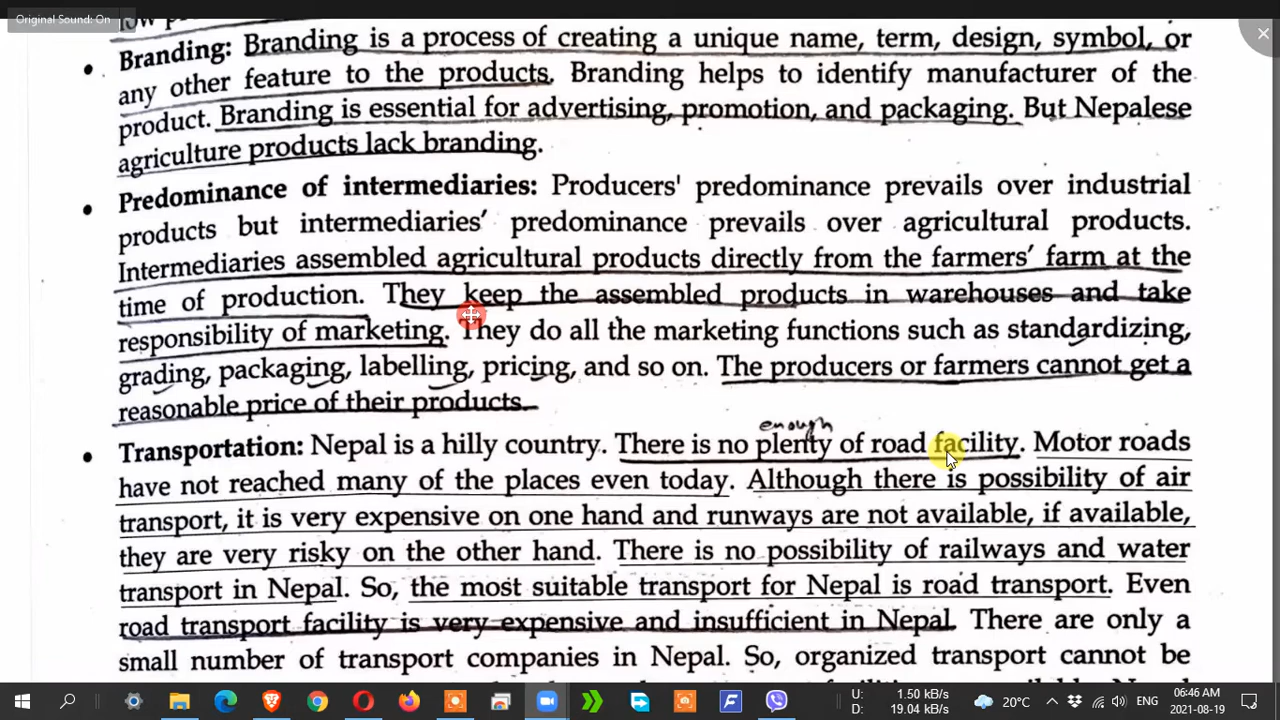 Original Sound: On
Branding: Branding is a process of creating a unique name, term, design, symbol, or
any other feature to the products. Branding helps to identify manufacturer of the
product. Branding is essential for advertising, promotion, and packaging. But Nepalese
agriculture products lack branding.
Predominance of intermediaries: Producers' predominance prevails over industrial
products but intermediaries' predominance prevails over agricultural products.
Intermediaries assembled agricultural products directly from the farmers' farm at the
time of production. They keep the assembled products in warehouses and take
responsibility of marketing. They do all the marketing functions such as standardizing,
grading, packaging, labelling, pricing, and so on. The producers or farmers cannot get a
reasonable price of their products.
enough
Transportation: Nepal is a hilly country. There is no plenty of road facility. Motor roads
have not reached many of the places even today. Although there is possibility of air
transport, it is very expensive on one hand and runways are not available, if available,
they are very risky on the other hand. There is no possibility of railways and water
transport in Nepal. So, the most suitable transport for Nepal is road transport. Even
road transport facility is very expensive and insufficient in Nepal. There are only a
small number of transport companies in Nepal. So, organized transport cannot be
U: 1.50 kB/s
D: 19.04 kB/s
20°C
ENG
06:46 AM
2021-08-19